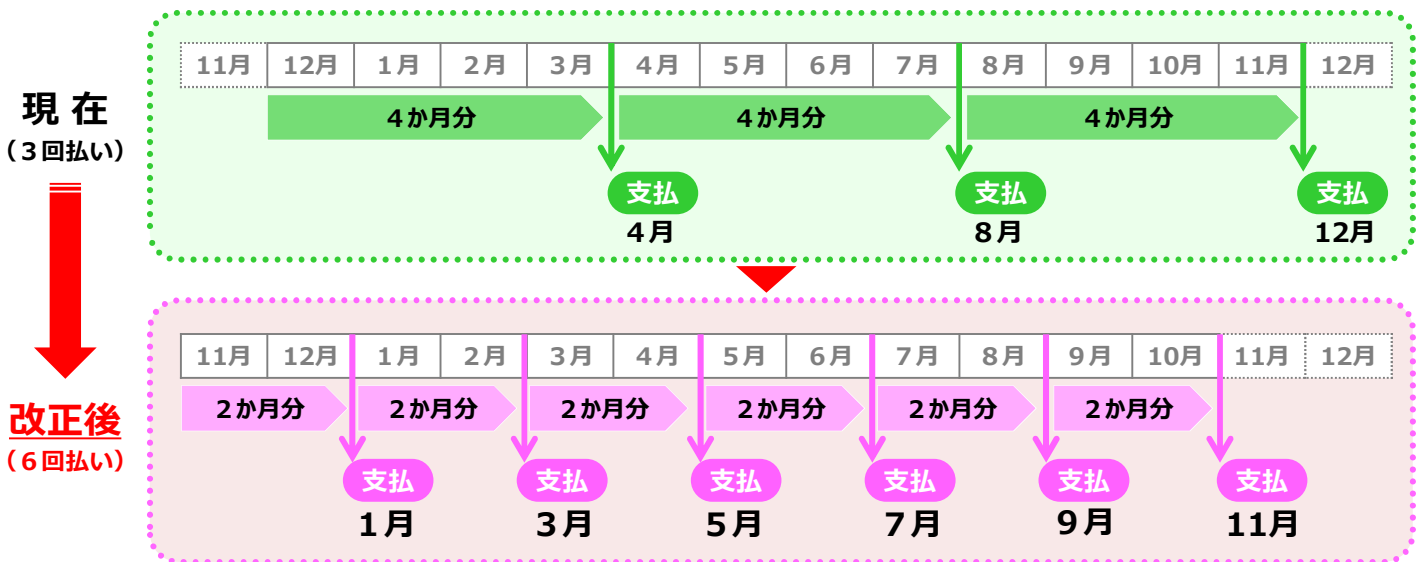 11月 12月 1月 2月 3月 4月 5月 6月 7月 8月 9月 10月 11月 12月
現在
（3回払い）
4か月分 4か月分 4か月分
支払 支払 支払
4月 8月 12月
11月 12月 1月 2月 3月 4月 5月 6月 7月 8月 9月 10月 11月 12月
改正後
（6回払い）
2か月分 2か月分 2か月分 2か月分 2か月分 2か月分
支払 支払 支払 支払 支払 支払
1月 3月 5月 7月 9月 11月